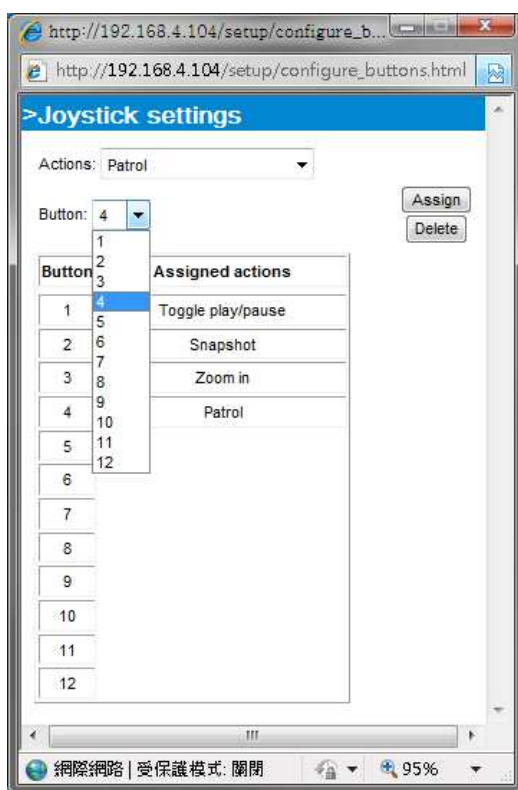 http://192.168.4.104/setup/configure_b...
http://192.168.4.104/setup/configure_buttons.html
>Joystick settings
Actions: Patrol
Button: 4
Assign
Delete
1
2
3
4
5
6
7
8
9
10
11
12
Button Assigned actions
1 Toggle play/pause
2 Snapshot
3 Zoom in
4 Patrol
5
6
7
8
9
10
11
12
網際網路 | 受保護模式: 關閉 95%